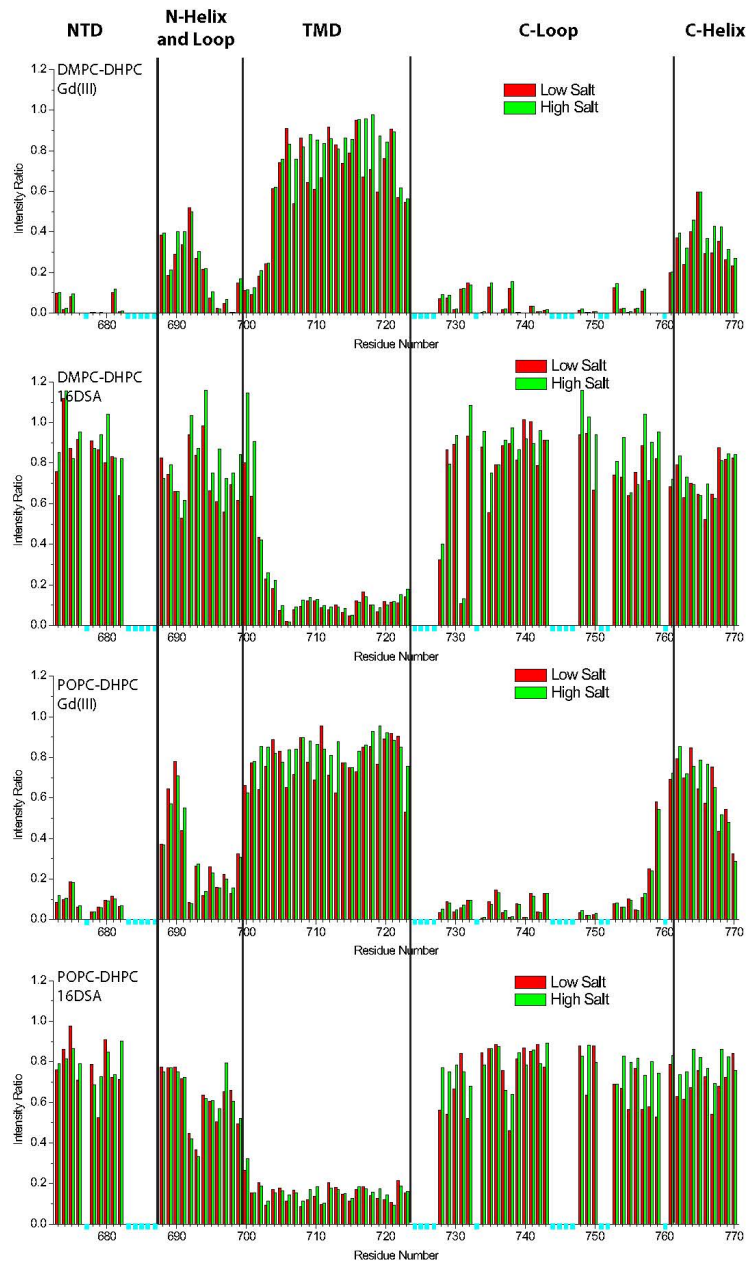 NTD
N-Helix
and Loop
TMD
C-Loop
C-Helix
DMPC-DHPC
Gd(III)
Low Salt
High Salt
Intensity Ratio
1.2
1.0
0.8
0.6
0.4
0.2
0.0
680 690 700 710 720 730 740 750 760 770
Residue Number
DMPC-DHPC
16DSA
Low Salt
High Salt
Intensity Ratio
1.2
1.0
0.8
0.6
0.4
0.2
0.0
680 690 700 710 720 730 740 750 760 770
Residue Number
POPC-DHPC
Gd(III)
Low Salt
High Salt
Intensity Ratio
1.2
1.0
0.8
0.6
0.4
0.2
0.0
680 690 700 710 720 730 740 750 760 770
Residue Number
POPC-DHPC
16DSA
Low Salt
High Salt
Intensity Ratio
1.2
1.0
0.8
0.6
0.4
0.2
0.0
680 690 700 710 720 730 740 750 760 770
Residue Number